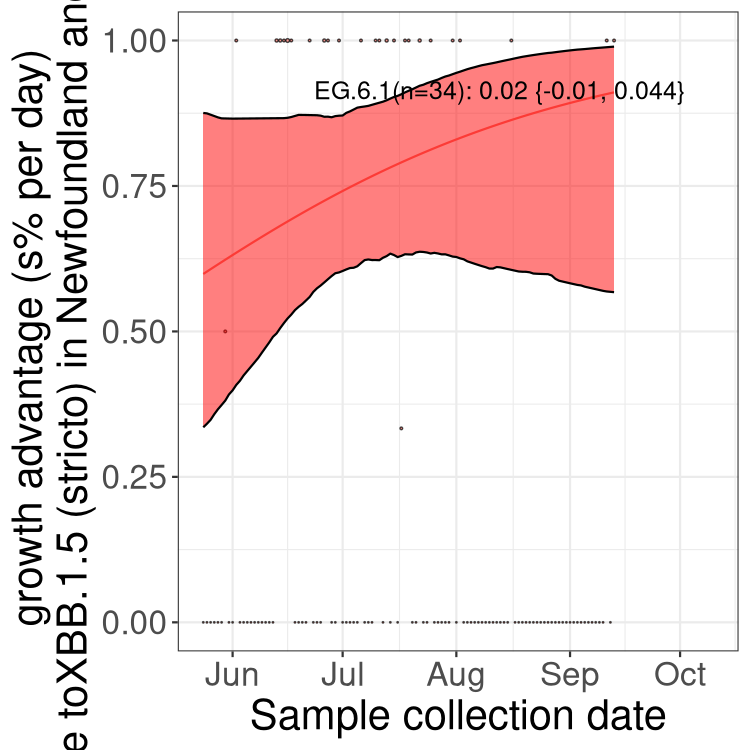 growth advantage (s% per day)
e toXBB.1.5 (stricto) in Newfoundland and
1.00
0.75
0.50
0.25
0.00
EG.6.1(n=34): 0.02 {-0.01, 0.044}
Jun Jul Aug Sep Oct
Sample collection date